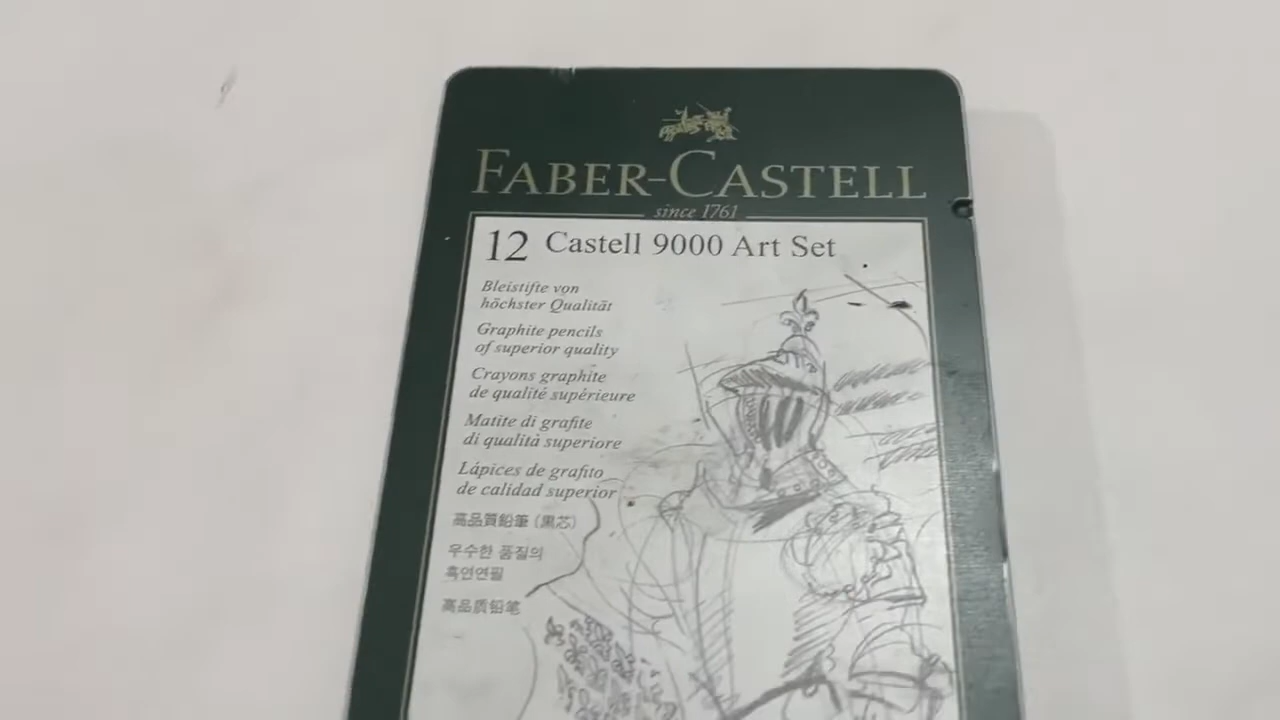 FABER-CASTELL
since 1761
12 Castell 9000 Art Set
Bleistifte von
höchster Qualität
Graphite pencils
of superior quality
Crayons graphite
de qualité supérieure
Matite di grafite
di qualità superiore
Lápices de grafito
de calidad superior
高品質鉛筆(黒芯)
우수한 품질의
흑연연필
高品质铅笔